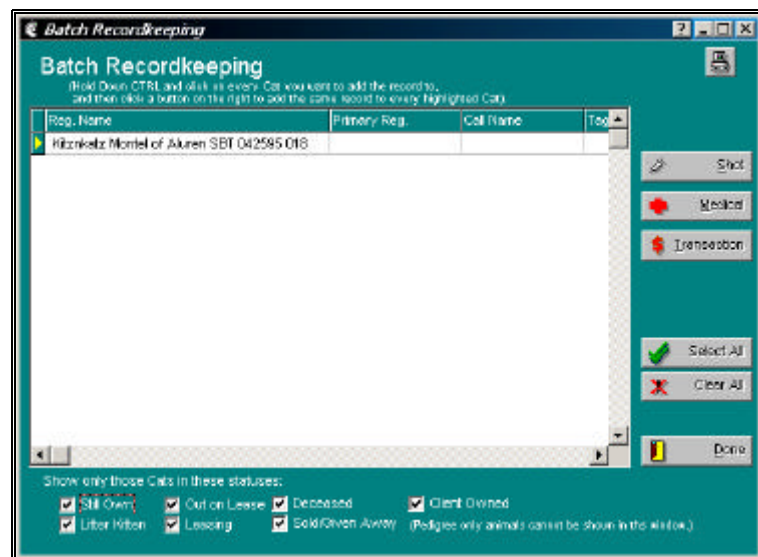 Batch Recordkeeping
Batch Recordkeeping
(Hold Down CTRL and click on every Cat you want to add the record to,
and then click a button on the right to add the same record to every highlighted Cat).
Reg. Name Primary Reg. Call Name Tag
Kitznkatz Montel of Aluren SBT 042595 018
Shot
Medical
Transaction
Select All
Clear All
Done
Show only those Cats in these statuses:
Still Own Out on Lease Deceased Client Owned
Litter Kitten Leasing Sold/Given Away (Pedigree only animals cannot be shown in this window.)